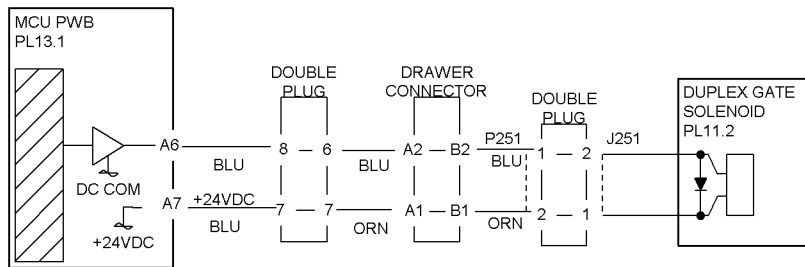 MCU PWB
PL13.1
DC COM
+24VDC
A6
A7 +24VDC
BLU
BLU
DOUBLE
PLUG
8 – 6
7 – 7
BLU
ORN
DRAWER
CONNECTOR
A2 – B2
A1 – B1
P251
BLU
ORN
DOUBLE
PLUG
1 – 2
2 – 1
J251
DUPLEX GATE
SOLENOID
PL11.2